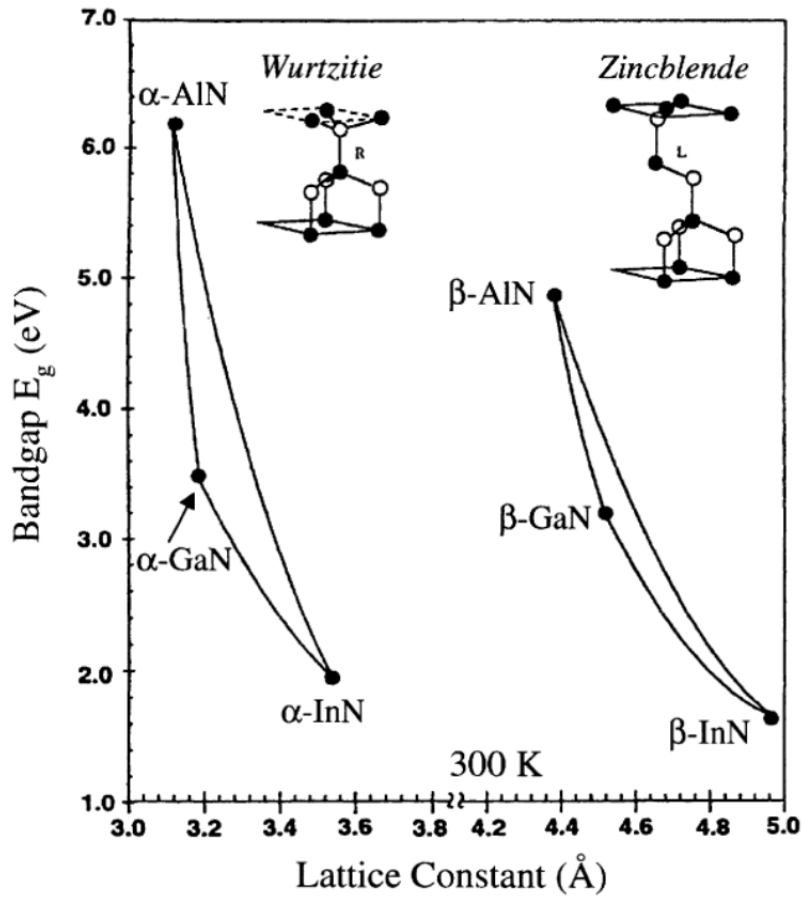 7.0
6.0
5.0
4.0
3.0
2.0
1.0
Bandgap E_g (eV)
Wurtzitie
Zincblende
α-AlN
R
L
β-AlN
β-GaN
α-GaN
α-InN
β-InN
300 K
3.0 3.2 3.4 3.6 3.8 4.2 4.4 4.6 4.8 5.0
Lattice Constant (Å)